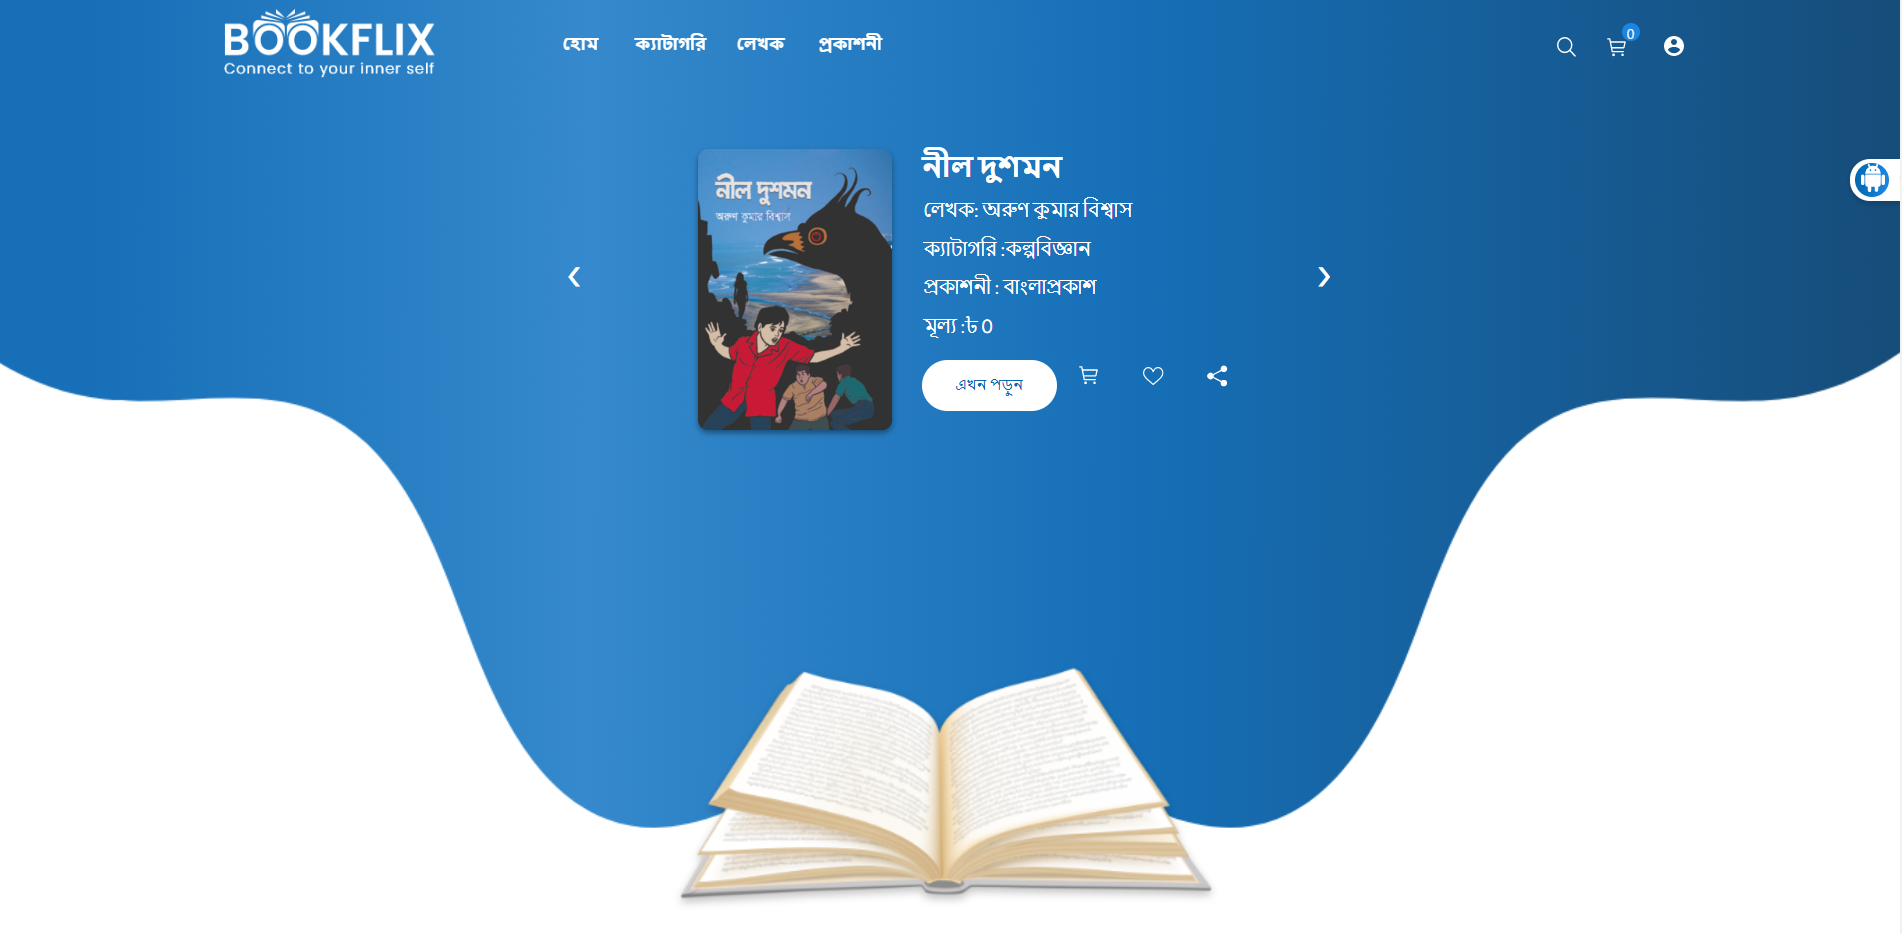 BOOKFLIX
Connect to your inner self
হোম ক্যাটাগরি লেখক প্রকাশনী
0
নীল দুশমন
অরুণ কুমার বিশ্বাস
নীল দুশমন
লেখক: অরুণ কুমার বিশ্বাস
ক্যাটাগরি :কল্পবিজ্ঞান
প্রকাশনী : বাংলাপ্রকাশ
মূল্য :৳ 0
এখন পড়ুন